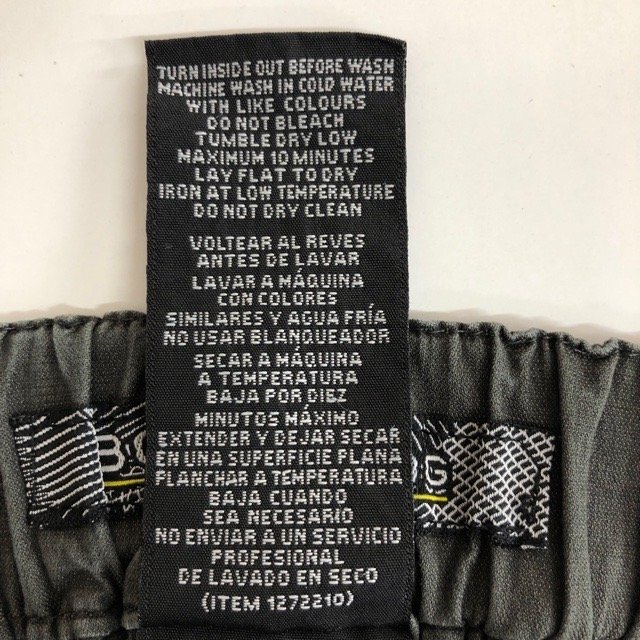 TURN INSIDE OUT BEFORE WASH
MACHINE WASH IN COLD WATER
WITH LIKE COLOURS
DO NOT BLEACH
TUMBLE DRY LOW
MAXIMUM 10 MINUTES
LAY FLAT TO DRY
IRON AT LOW TEMPERATURE
DO NOT DRY CLEAN
VOLTEAR AL REVES
ANTES DE LAVAR
LAVAR A MÁQUINA
CON COLORES
SIMILARES Y AGUA FRÍA
NO USAR BLANQUEADOR
SECAR A MÁQUINA
A TEMPERATURA
BAJA POR DIEZ
MINUTOS MÁXIMO
EXTENDER Y DEJAR SECAR
EN UNA SUPERFICIE PLANA
PLANCHAR A TEMPERATURA
BAJA CUANDO
SEA NECESARIO
NO ENVIAR A UN SERVICIO
PROFESIONAL
DE LAVADO EN SECO
(ITEM 1272210)